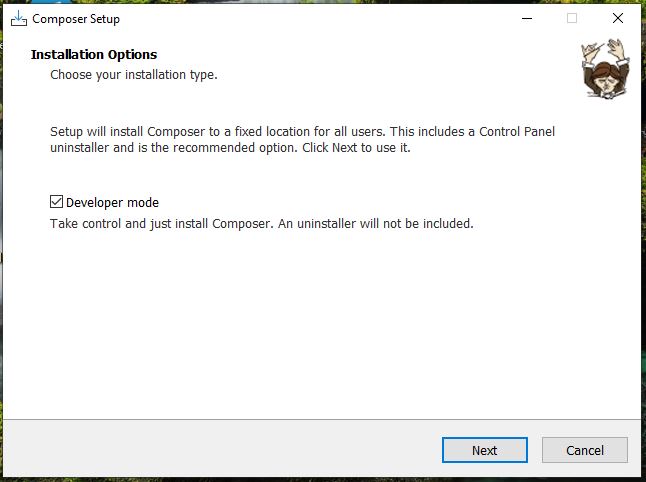 Composer Setup
Installation Options
Choose your installation type.
Setup will install Composer to a fixed location for all users. This includes a Control Panel
uninstaller and is the recommended option. Click Next to use it.
Developer mode
Take control and just install Composer. An uninstaller will not be included.
Next
Cancel